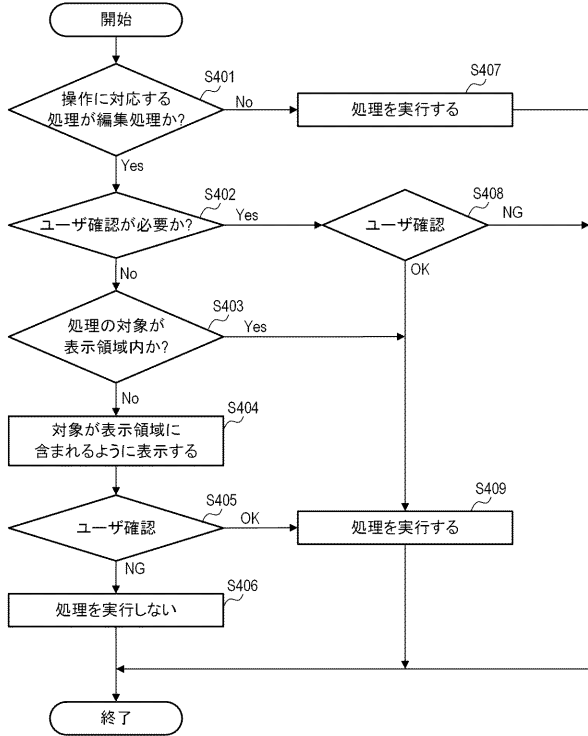 開始
S401
操作に対応する
処理が編集処理か?
No
Yes
S407
処理を実行する
S402
ユーザ確認が必要か?
Yes
No
S408
ユーザ確認
NG
OK
S403
処理の対象が
表示領域内か?
Yes
No
S404
対象が表示領域に
含まれるように表示する
S405
ユーザ確認
OK
NG
S409
処理を実行する
S406
処理を実行しない
終了